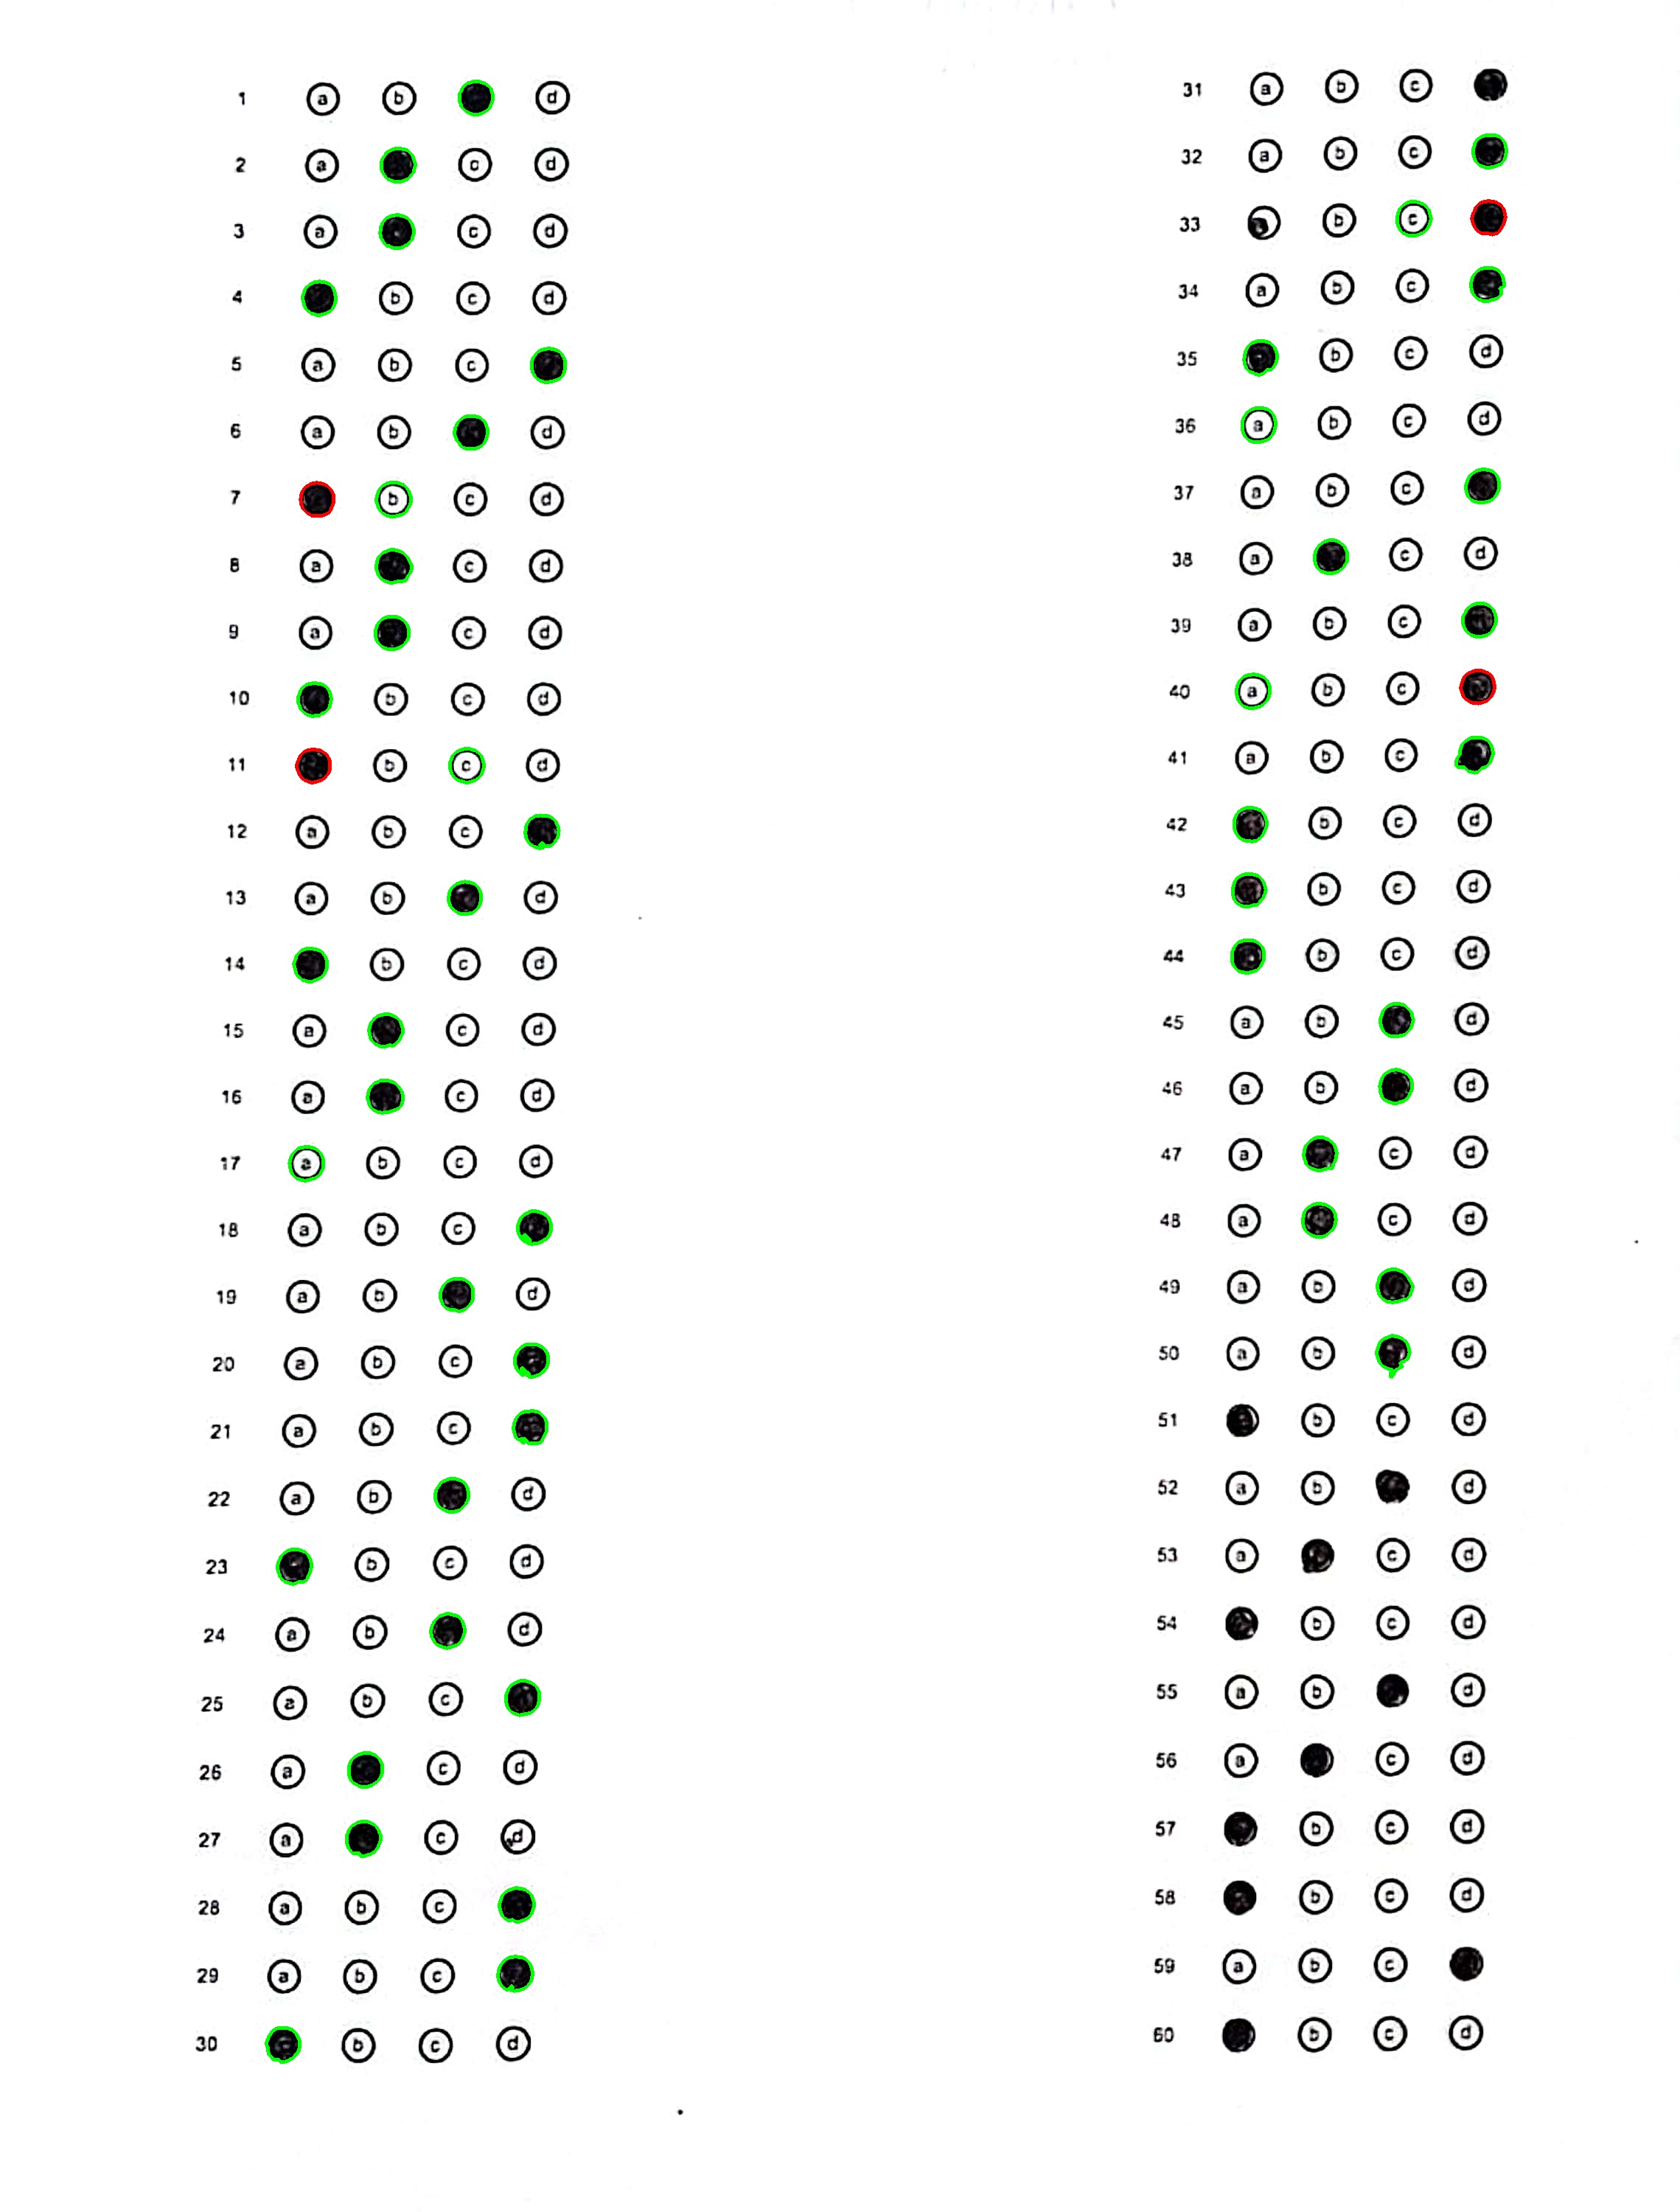 1 a b d
2 a c d
3 a c d
4 b c d
5 a b c
6 a b d
7 b c d
8 a c d
9 a c d
10 b c d
11 b c d
12 a b c
13 a b d
14 b c d
15 a c d
16 a c d
17 a b c d
18 a b c
19 a b d
20 a b c
21 a b c
22 a b d
23 b c d
24 a b d
25 a b c
26 a c d
27 a c d
28 a b c
29 a b c
30 b c d
31 a b c
32 a b c
33 b c
34 a b c
35 b c d
36 a b c d
37 a b c
38 a c d
39 a b c
40 a b c
41 a b c
42 b c d
43 b c d
44 b c d
45 a b d
46 a b d
47 a c d
48 a c d
49 a b d
50 a b d
51 b c d
52 a b d
53 a c d
54 b c d
55 a b d
56 a c d
57 b c d
58 b c d
59 a b c
60 b c d